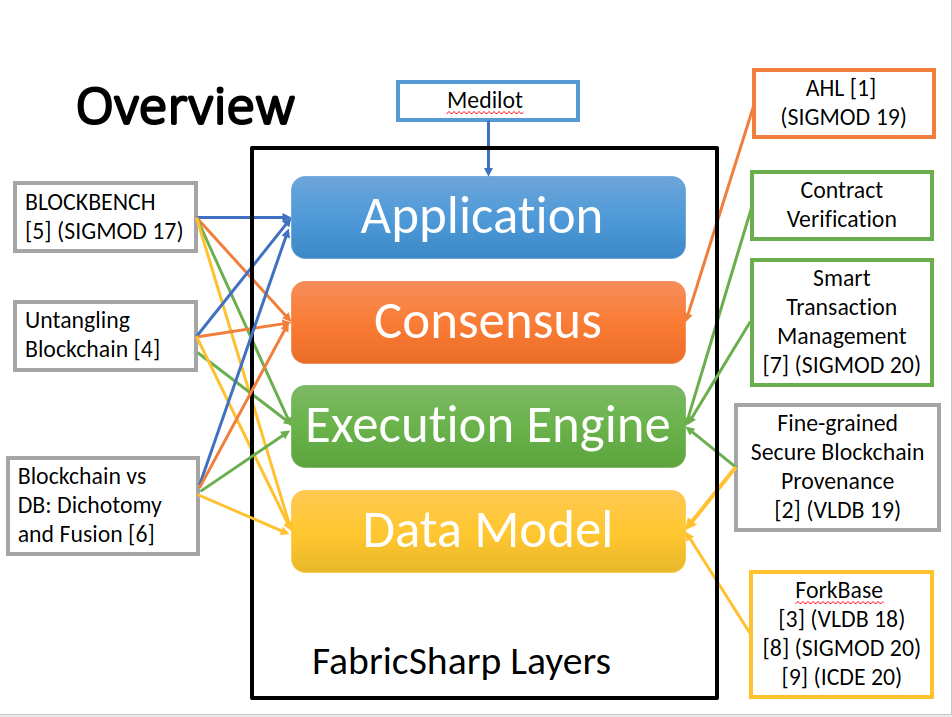 Overview
Medilot
BLOCKBENCH
[5] (SIGMOD 17)
Untangling
Blockchain [4]
Blockchain vs
DB: Dichotomy
and Fusion [6]
Application
Consensus
Execution Engine
Data Model
FabricSharp Layers
AHL [1]
(SIGMOD 19)
Contract
Verification
Smart
Transaction
Management
[7] (SIGMOD 20)
Fine-grained
Secure Blockchain
Provenance
[2] (VLDB 19)
ForkBase
[3] (VLDB 18)
[8] (SIGMOD 20)
[9] (ICDE 20)